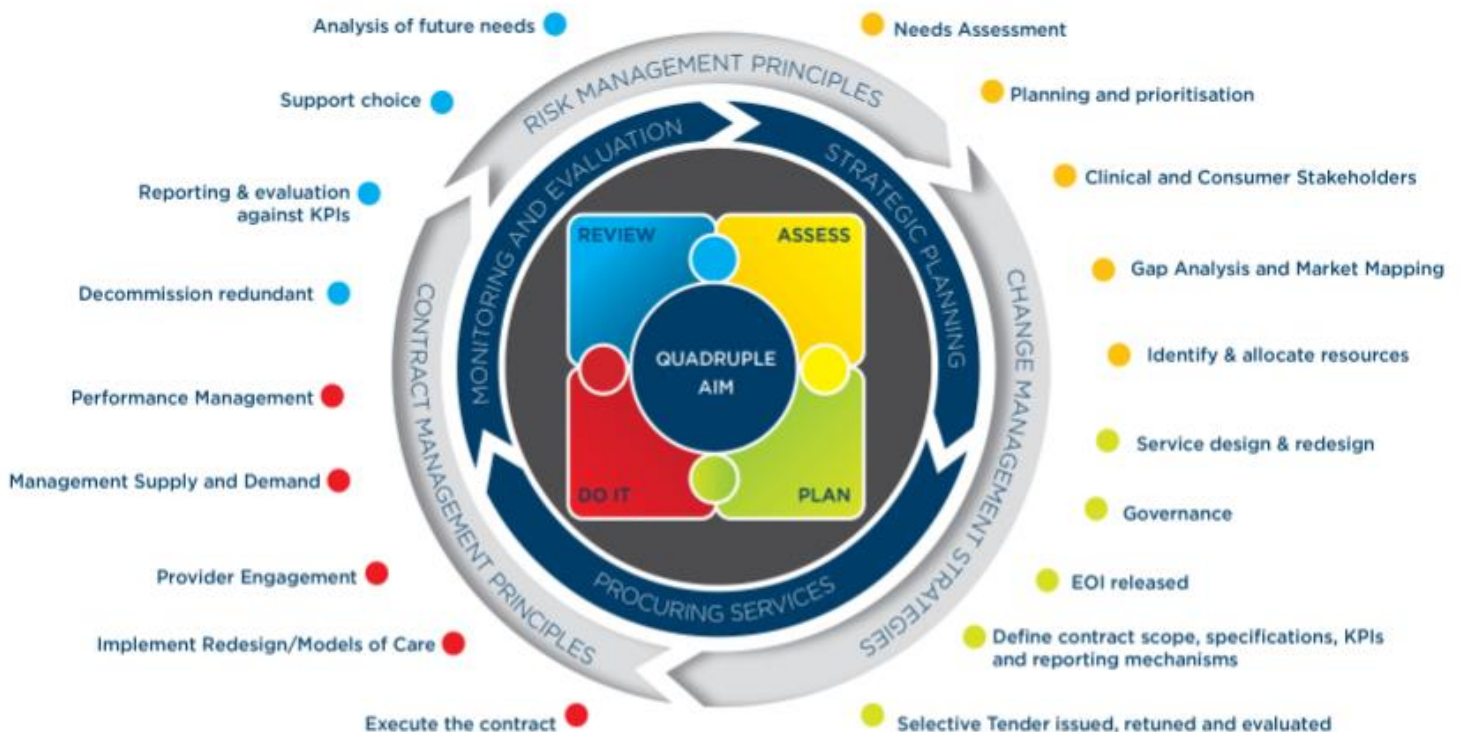 Analysis of future needs
Needs Assessment
Support choice
Planning and prioritisation
Reporting & evaluation
against KPIs
Clinical and Consumer Stakeholders
Decommission redundant
Gap Analysis and Market Mapping
Performance Management
Identify & allocate resources
Management Supply and Demand
Service design & redesign
Governance
Provider Engagement
EOI released
Implement Redesign/Models of Care
Define contract scope, specifications, KPIs
and reporting mechanisms
Execute the contract
Selective Tender issued, retuned and evaluated
RISK MANAGEMENT PRINCIPLES
CHANGE MANAGEMENT STRATEGIES
CONTRACT MANAGEMENT PRINCIPLES
MONITORING AND EVALUATION
STRATEGIC PLANNING
PROCURING SERVICES
REVIEW
ASSESS
QUADRUPLE
AIM
DO IT
PLAN